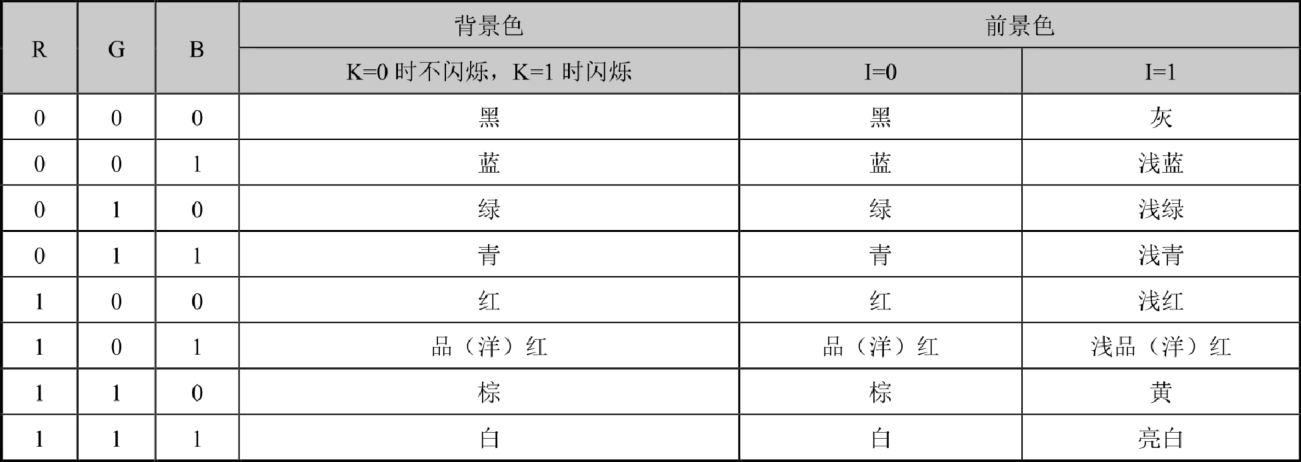 R G B 背景色 前景色
K=0 时不闪烁，K=1 时闪烁 I=0 I=1
0 0 0 黑 黑 灰
0 0 1 蓝 蓝 浅蓝
0 1 0 绿 绿 浅绿
0 1 1 青 青 浅青
1 0 0 红 红 浅红
1 0 1 品（洋）红 品（洋）红 浅品（洋）红
1 1 0 棕 棕 黄
1 1 1 白 白 亮白